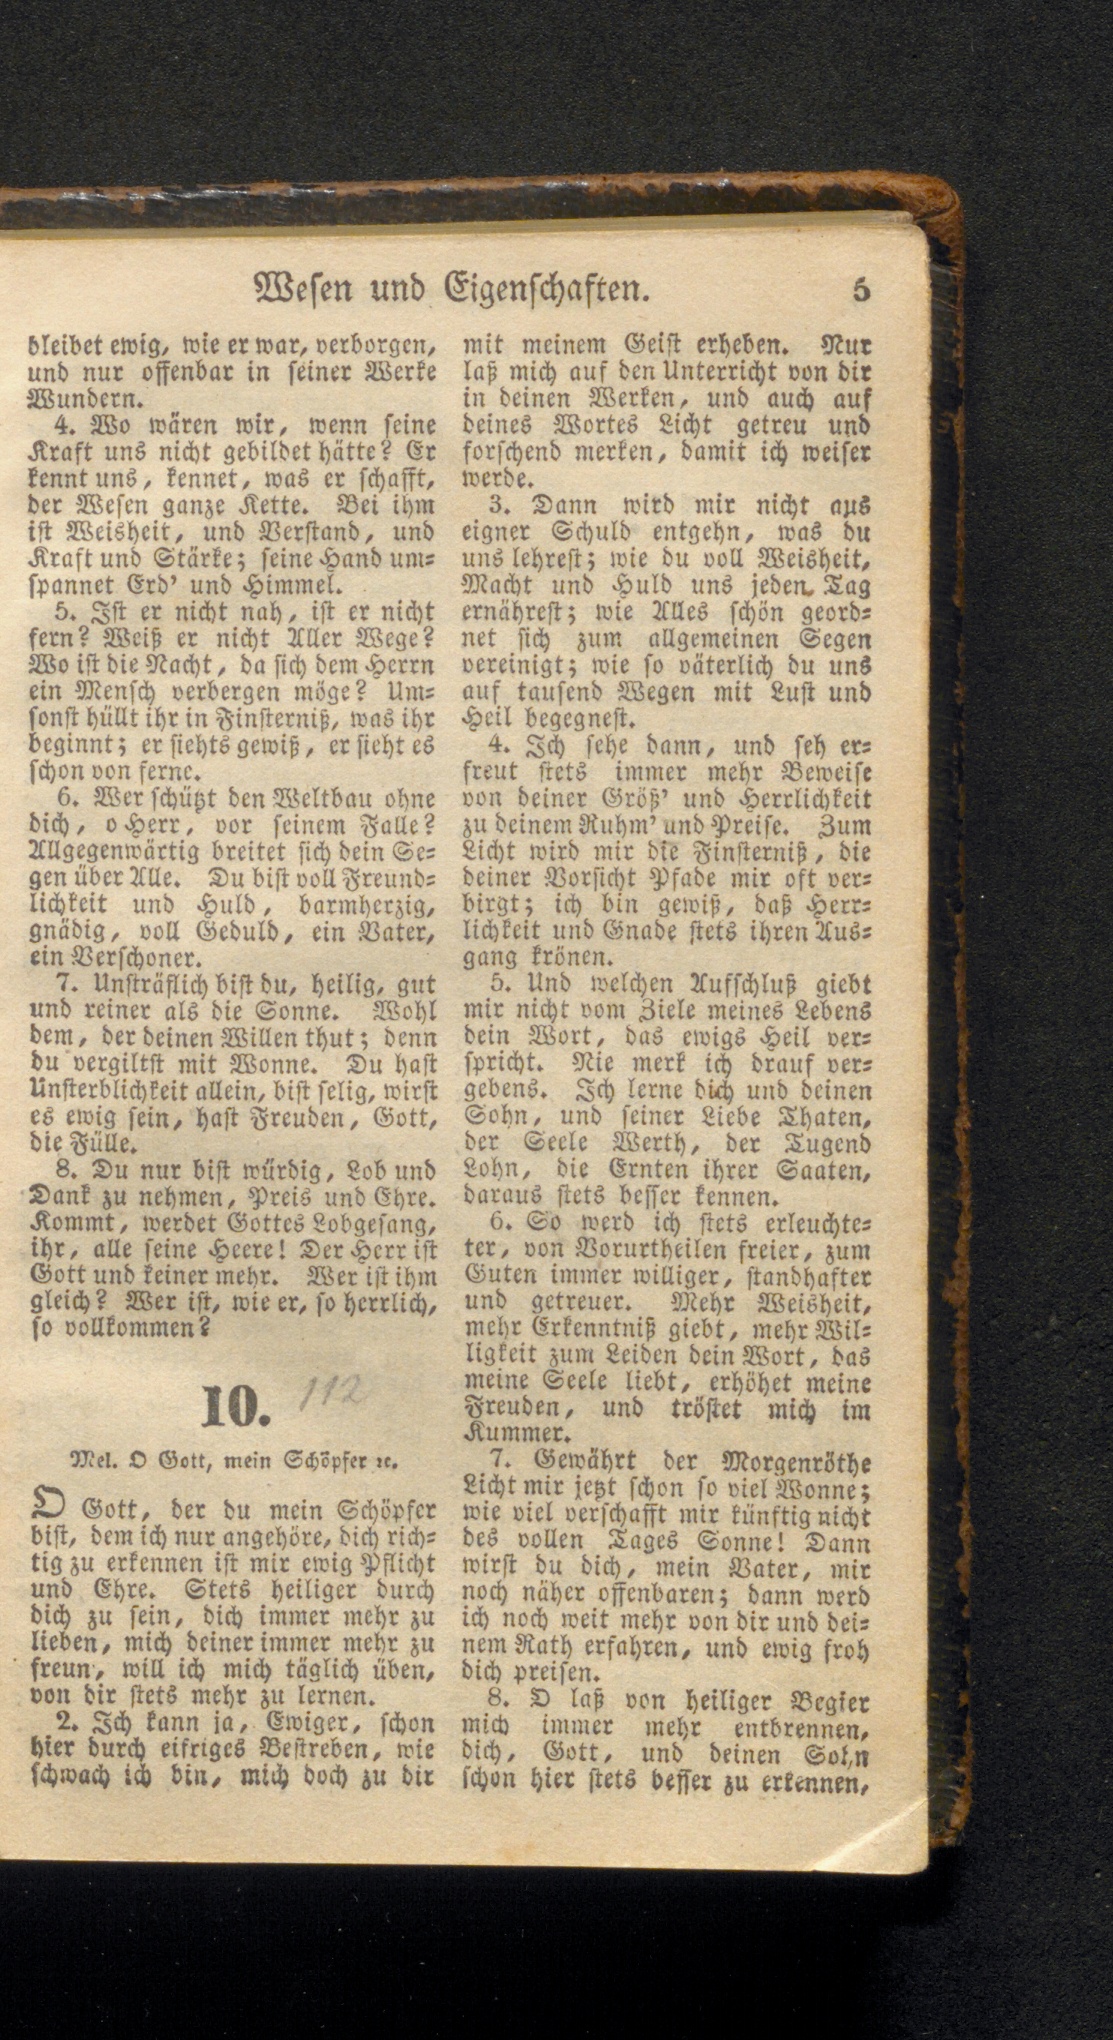 Wesen und Eigenschaften. 5
bleibet ewig, wie er war, verborgen,
und nur offenbar in seiner Werke
Wundern.
4. Wo wären wir, wenn seine
Kraft uns nicht gebildet hätte? Er
kennt uns, kennet, was er schafft,
der Wesen ganze Kette. Bei ihm
ist Weisheit, und Verstand, und
Kraft und Stärke; seine Hand um-
spannet Erd' und Himmel.
5. Ist er nicht nah, ist er nicht
fern? Weiß er nicht Aller Wege?
Wo ist die Nacht, da sich dem Herrn
ein Mensch verbergen möge? Um-
sonst hüllt ihr in Finsterniß, was ihr
beginnt; er siehts gewiß, er sieht es
schon von ferne.
6. Wer schützt den Weltbau ohne
dich, o Herr, vor seinem Falle?
Allgegenwärtig breitet sich dein Se-
gen über Alle. Du bist voll Freund-
lichkeit und Huld, barmherzig,
gnädig, voll Geduld, ein Vater,
ein Verschoner.
7. Unsträflich bist du, heilig, gut
und reiner als die Sonne. Wohl
dem, der deinen Willen thut; denn
du vergiltst mit Wonne. Du hast
Unsterblichkeit allein, bist selig, wirst
es ewig sein, hast Freuden, Gott,
die Fülle.
8. Du nur bist würdig, Lob und
Dank zu nehmen, Preis und Ehre.
Kommt, werdet Gottes Lobgesang,
ihr, alle seine Heere! Der Herr ist
Gott und keiner mehr. Wer ist ihm
gleich? Wer ist, wie er, so herrlich,
so vollkommen?
10. 112
Mel. O Gott, mein Schöpfer ꝛc.
O Gott, der du mein Schöpfer
bist, dem ich nur angehöre, dich rich-
tig zu erkennen ist mir ewig Pflicht
und Ehre. Stets heiliger durch
dich zu sein, dich immer mehr zu
lieben, mich deiner immer mehr zu
freun, will ich mich täglich üben,
von dir stets mehr zu lernen.
2. Ich kann ja, Ewiger, schon
hier durch eifriges Bestreben, wie
schwach ich bin, mich doch zu dir
mit meinem Geist erheben. Nur
laß mich auf den Unterricht von dir
in deinen Werken, und auch auf
deines Wortes Licht getreu und
forschend merken, damit ich weiser
werde.
3. Dann wird mir nicht aus
eigner Schuld entgehn, was du
uns lehrest; wie du voll Weisheit,
Macht und Huld uns jeden Tag
ernährest; wie Alles schön geord-
net sich zum allgemeinen Segen
vereinigt; wie so väterlich du uns
auf tausend Wegen mit Lust und
Heil begegnest.
4. Ich sehe dann, und seh er-
freut stets immer mehr Beweise
von deiner Größ' und Herrlichkeit
zu deinem Ruhm' und Preise. Zum
Licht wird mir die Finsterniß, die
deiner Vorsicht Pfade mir oft ver-
birgt; ich bin gewiß, daß Herr-
lichkeit und Gnade stets ihren Aus-
gang krönen.
5. Und welchen Aufschluß giebt
mir nicht vom Ziele meines Lebens
dein Wort, das ewigs Heil ver-
spricht. Nie merk ich drauf ver-
gebens. Ich lerne dich und deinen
Sohn, und seiner Liebe Thaten,
der Seele Werth, der Tugend
Lohn, die Ernten ihrer Saaten,
daraus stets besser kennen.
6. So werd ich stets erleuchte-
ter, von Vorurtheilen freier, zum
Guten immer williger, standhafter
und getreuer. Mehr Weisheit,
mehr Erkenntniß giebt, mehr Wil-
ligkeit zum Leiden dein Wort, das
meine Seele liebt, erhöhet meine
Freuden, und tröstet mich im
Kummer.
7. Gewährt der Morgenröthe
Licht mir jetzt schon so viel Wonne;
wie viel verschafft mir künftig nicht
des vollen Tages Sonne! Dann
wirst du dich, mein Vater, mir
noch näher offenbaren; dann werd
ich noch weit mehr von dir und dei-
nem Rath erfahren, und ewig froh
dich preisen.
8. O laß von heiliger Begier
mich immer mehr entbrennen,
dich, Gott, und deinen Sohn
schon hier stets besser zu erkennen,